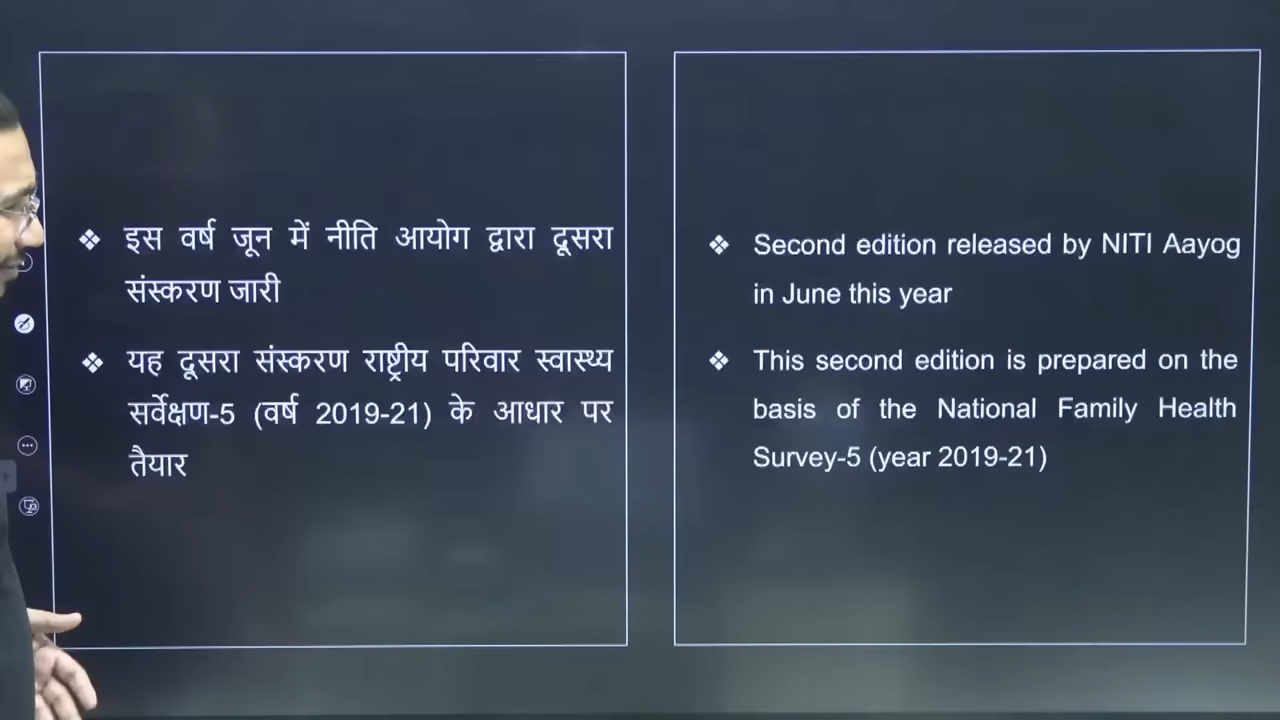 ❖ इस वर्ष जून में नीति आयोग द्वारा दूसरा
संस्करण जारी
❖ यह दूसरा संस्करण राष्ट्रीय परिवार स्वास्थ्य
सर्वेक्षण-5 (वर्ष 2019-21) के आधार पर
तैयार
❖ Second edition released by NITI Aayog
in June this year
❖ This second edition is prepared on the
basis of the National Family Health
Survey-5 (year 2019-21)